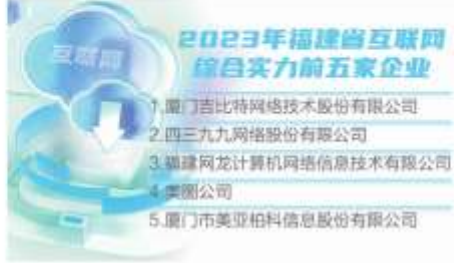 互联网
2023年福建省互联网
综合实力前五家企业
1.厦门吉比特网络技术股份有限公司
2.四三九九网络股份有限公司
3.福建网龙计算机网络信息技术有限公司
4.美图公司
5.厦门市美亚柏科信息股份有限公司